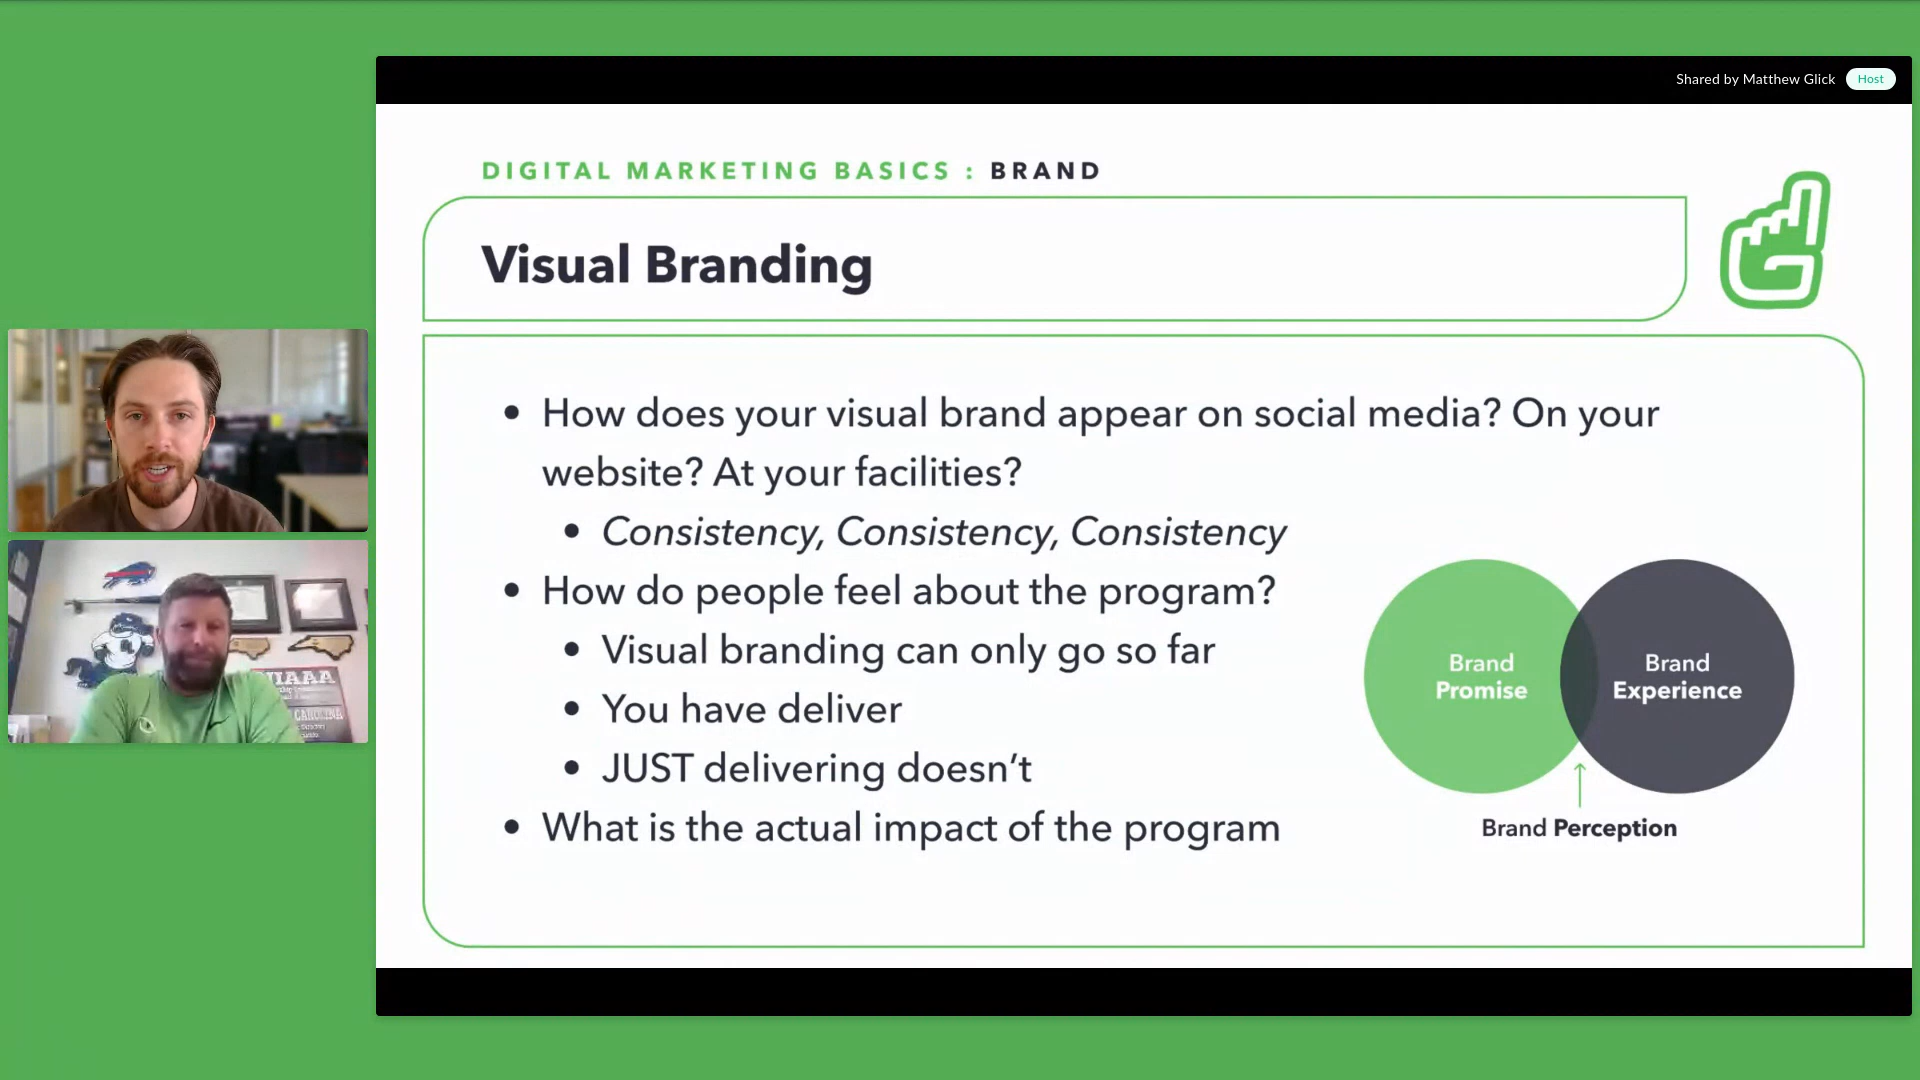 Shared by Matthew Glick Host
DIGITAL MARKETING BASICS : BRAND
Visual Branding
• How does your visual brand appear on social media? On your
website? At your facilities?
• Consistency, Consistency, Consistency
• How do people feel about the program?
• Visual branding can only go so far
• You have deliver
• JUST delivering doesn’t
• What is the actual impact of the program
Brand
Promise
Brand
Experience
Brand Perception